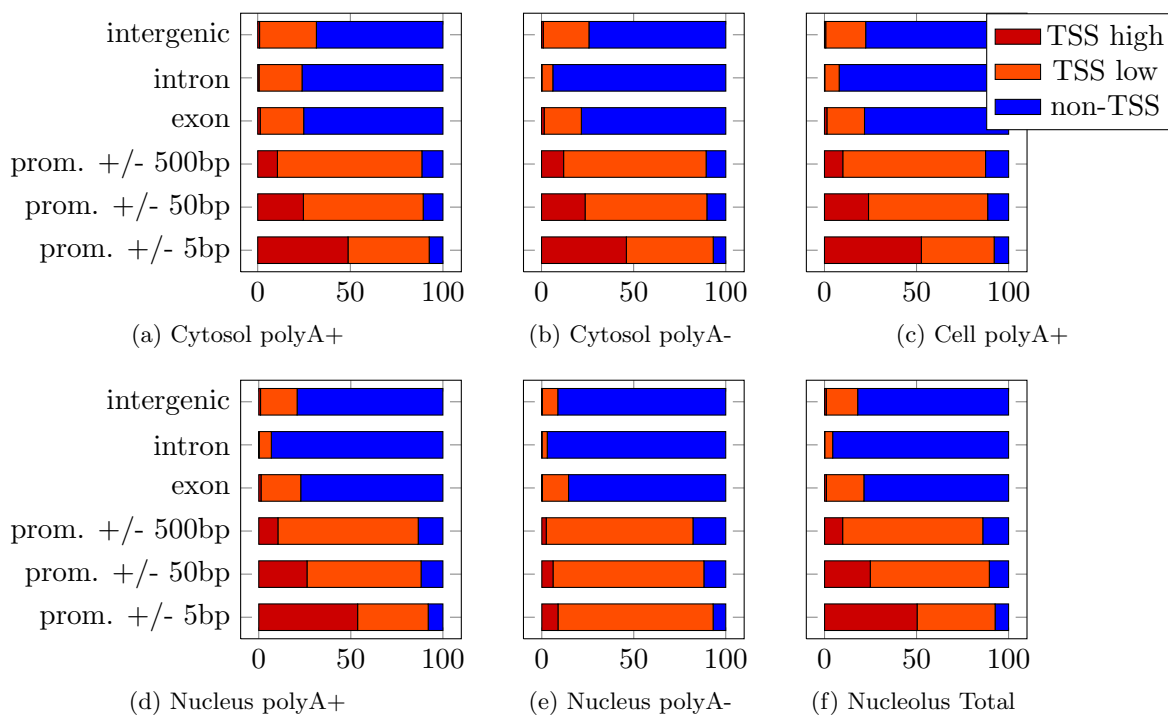 intergenic
intron
exon
prom. +/- 500bp
prom. +/- 50bp
prom. +/- 5bp
TSS high
TSS low
non-TSS
0 50 100
0 50 100
0 50 100
(a) Cytosol polyA+
(b) Cytosol polyA-
(c) Cell polyA+
intergenic
intron
exon
prom. +/- 500bp
prom. +/- 50bp
prom. +/- 5bp
0 50 100
0 50 100
0 50 100
(d) Nucleus polyA+
(e) Nucleus polyA-
(f) Nucleolus Total